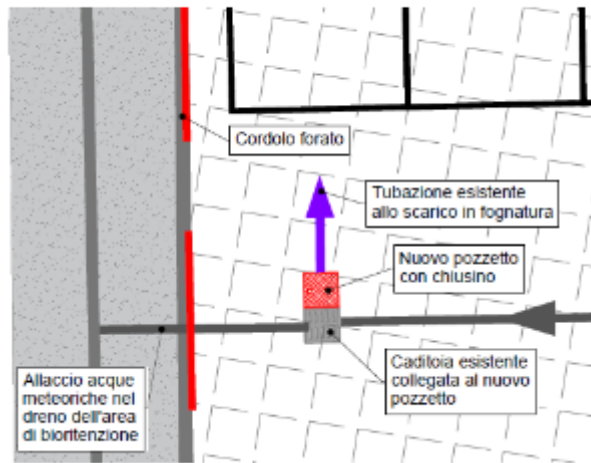 Cordolo forato
Tubazione esistente
allo scarico in fognatura
Nuovo pozzetto
con chiusino
Caditoia esistente
collegata al nuovo
pozzetto
Allaccio acque
meteoriche nel
dreno dell'area
di bioritenzione